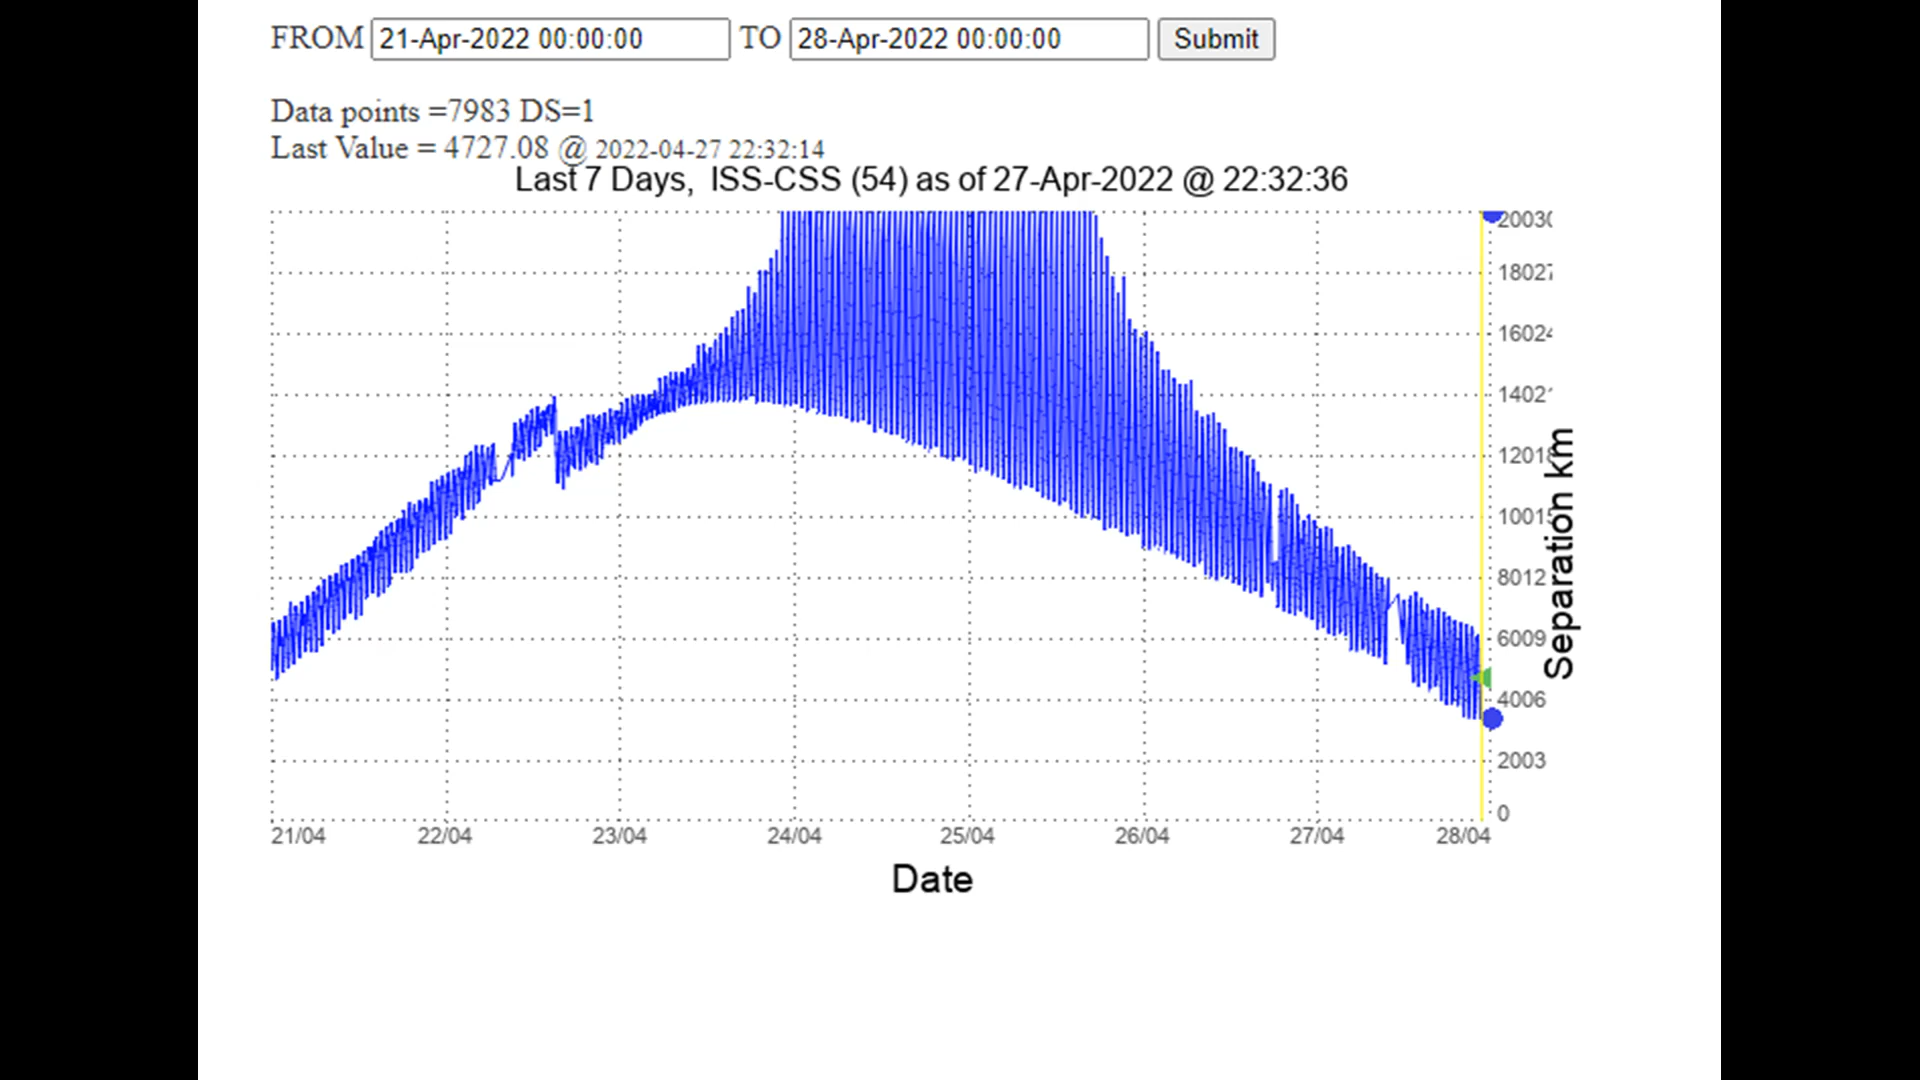 FROM 21-Apr-2022 00:00:00 TO 28-Apr-2022 00:00:00 Submit
Data points =7983 DS=1
Last Value = 4727.08 @ 2022-04-27 22:32:14
Last 7 Days, ISS-CSS (54) as of 27-Apr-2022 @ 22:32:36
18027
12018
10015
8012
6009
4006
2003
0
Separation km
21/04 22/04 23/04 24/04 25/04 26/04 27/04 28/04
Date